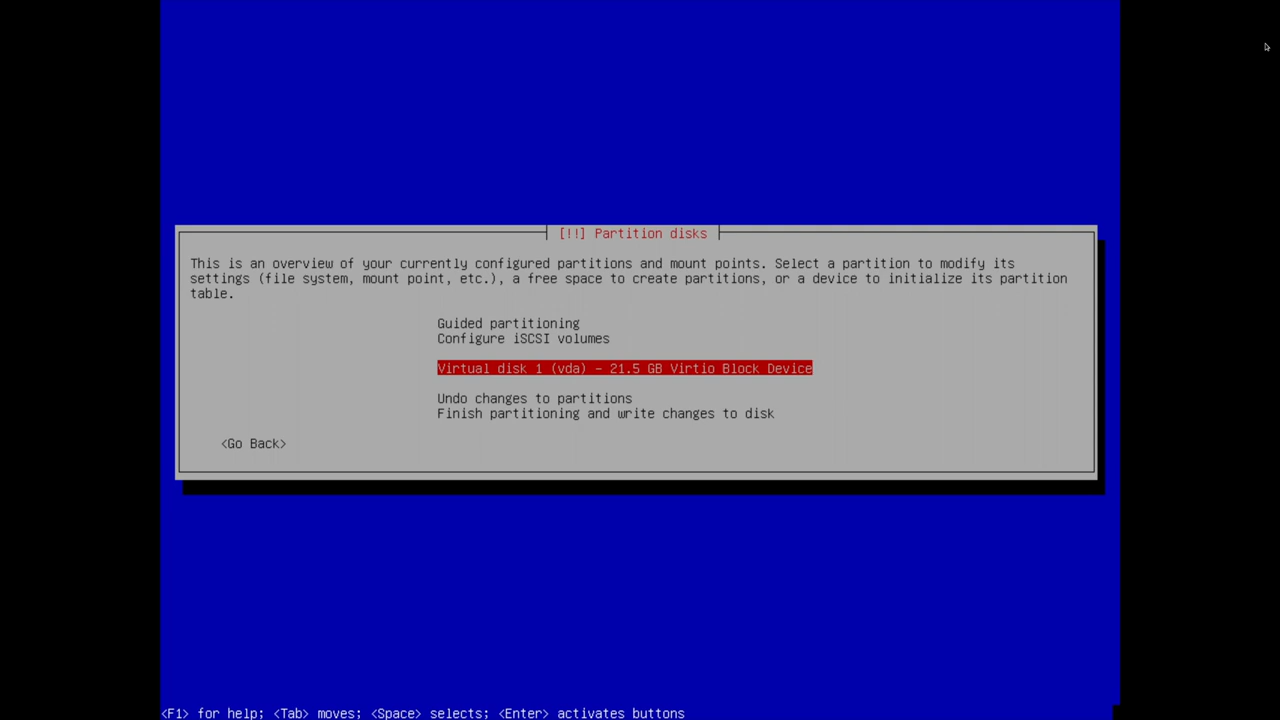 [!!] Partition disks
This is an overview of your currently configured partitions and mount points. Select a partition to modify its
settings (file system, mount point, etc.), a free space to create partitions, or a device to initialize its partition
table.
Guided partitioning
Configure iSCSI volumes
Virtual disk 1 (vda) - 21.5 GB Virtio Block Device
Undo changes to partitions
Finish partitioning and write changes to disk
<Go Back>
<F1> for help; <Tab> moves; <Space> selects; <Enter> activates buttons